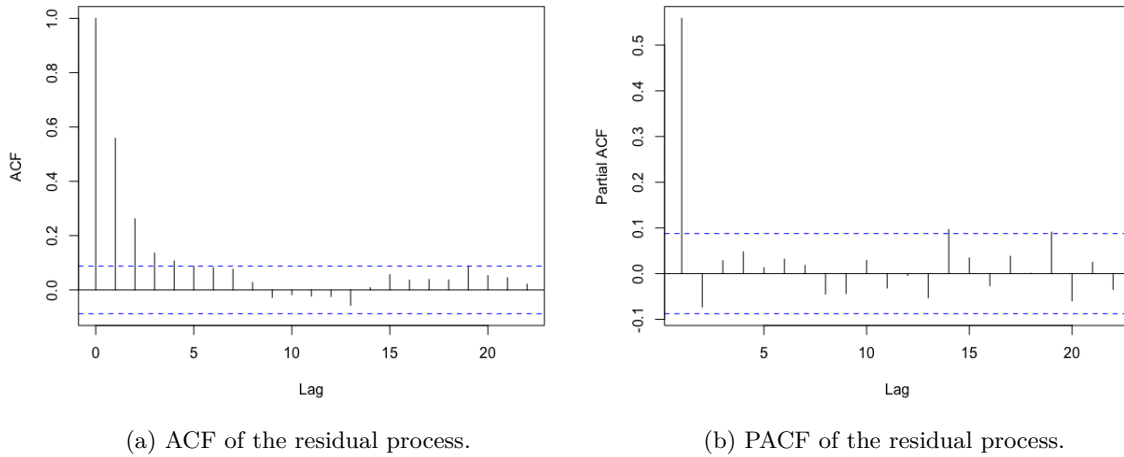 ACF
0.0 0.2 0.4 0.6 0.8 1.0
0 5 10 15 20
Lag
(a) ACF of the residual process.
Partial ACF
-0.1 0.0 0.1 0.2 0.3 0.4 0.5
5 10 15 20
Lag
(b) PACF of the residual process.